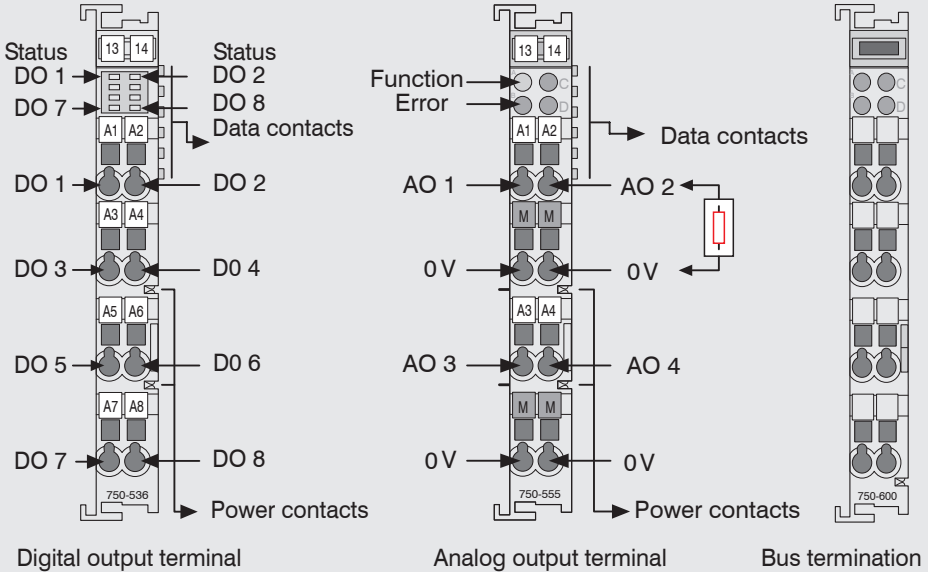 13 14
Status
Status
DO 1
DO 2
DO 7
DO 8
Data contacts
A1 A2
DO 1
DO 2
A3 A4
DO 3
D0 4
A5 A6
DO 5
D0 6
A7 A8
DO 7
DO 8
750-536
Power contacts
Digital output terminal
13 14
Function
C
Error
D
A1 A2
Data contacts
AO 1
AO 2
M M
0 V
0 V
A3 A4
AO 3
AO 4
M M
0 V
0 V
750-555
Power contacts
Analog output terminal
C
D
750-600
Bus termination